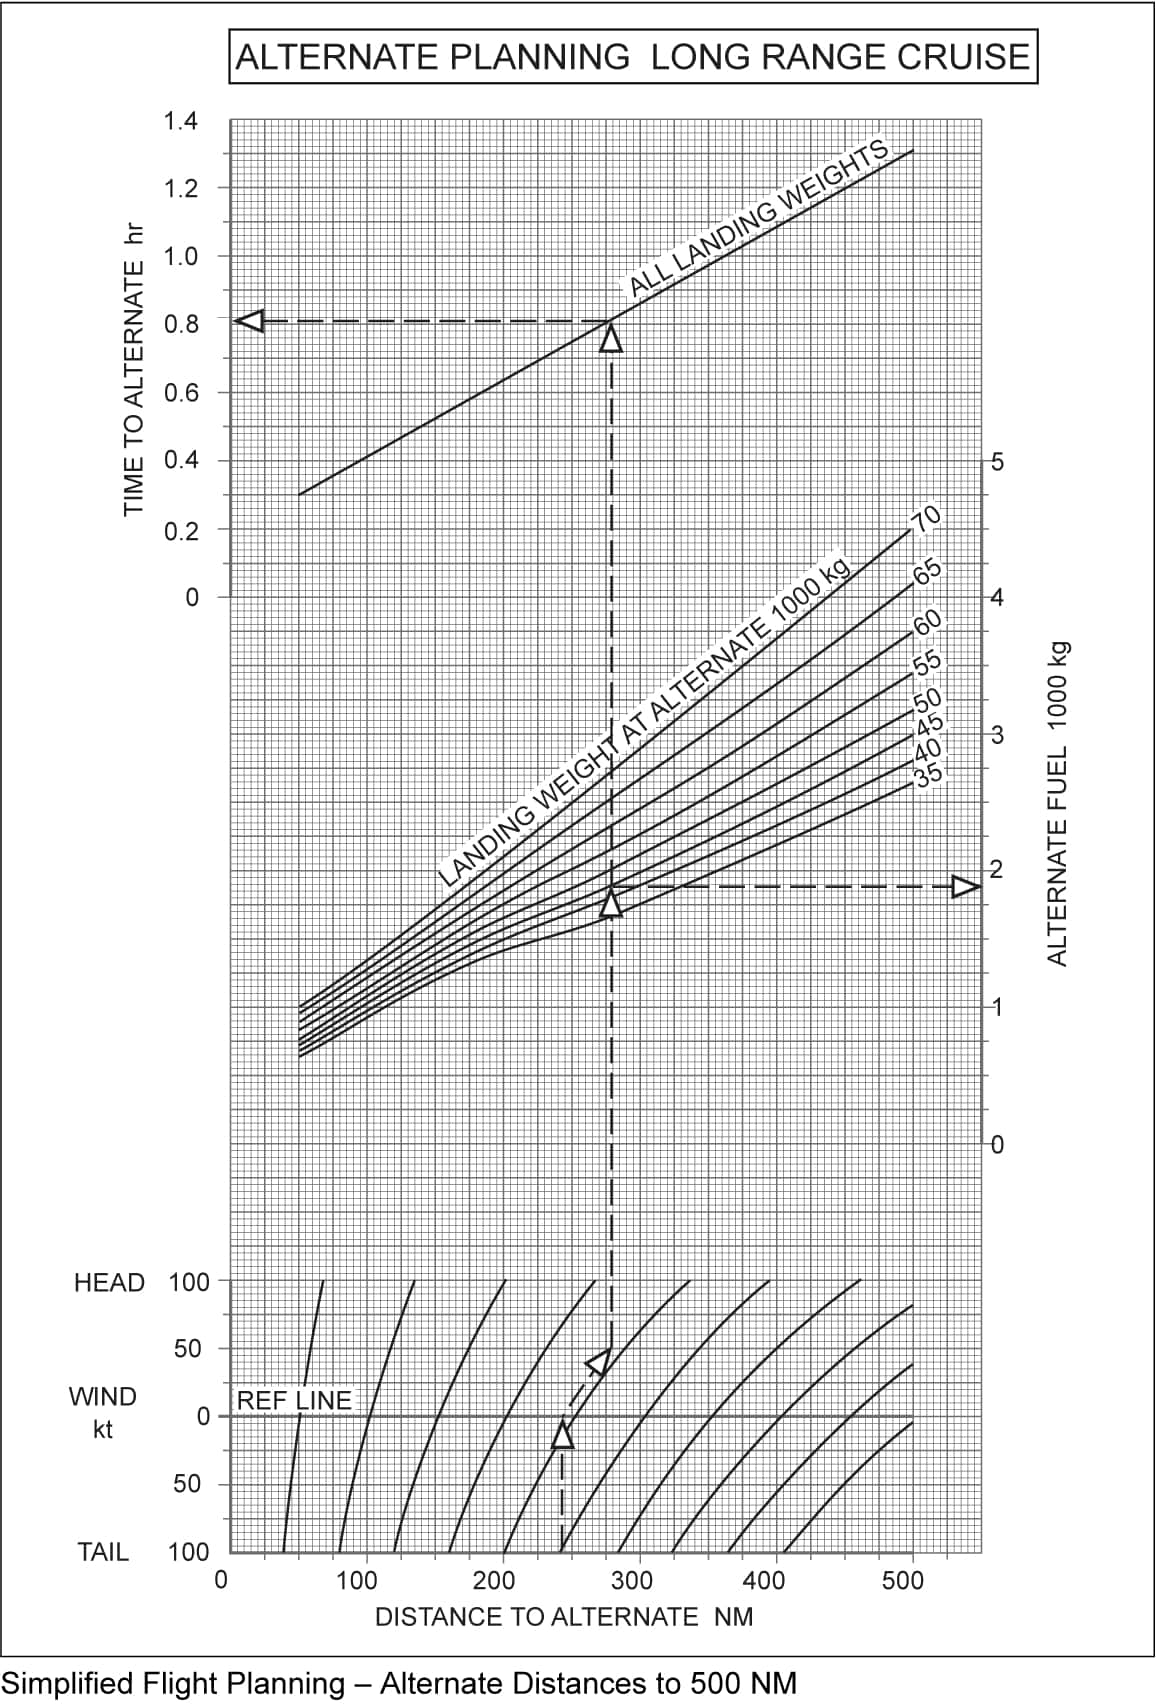 ALTERNATE PLANNING LONG RANGE CRUISE
1.4
1.2
1.0
0.8
0.6
0.4
0.2
0
TIME TO ALTERNATE hr
ALL LANDING WEIGHTS
5
4
3
2
1
0
ALTERNATE FUEL 1000 kg
LANDING WEIGHT AT ALTERNATE 1000 kg
70
65
60
55
50
45
40
35
HEAD 100
50
WIND
kt
0
REF LINE
50
TAIL 100
0 100 200 300 400 500
DISTANCE TO ALTERNATE NM
Simplified Flight Planning – Alternate Distances to 500 NM